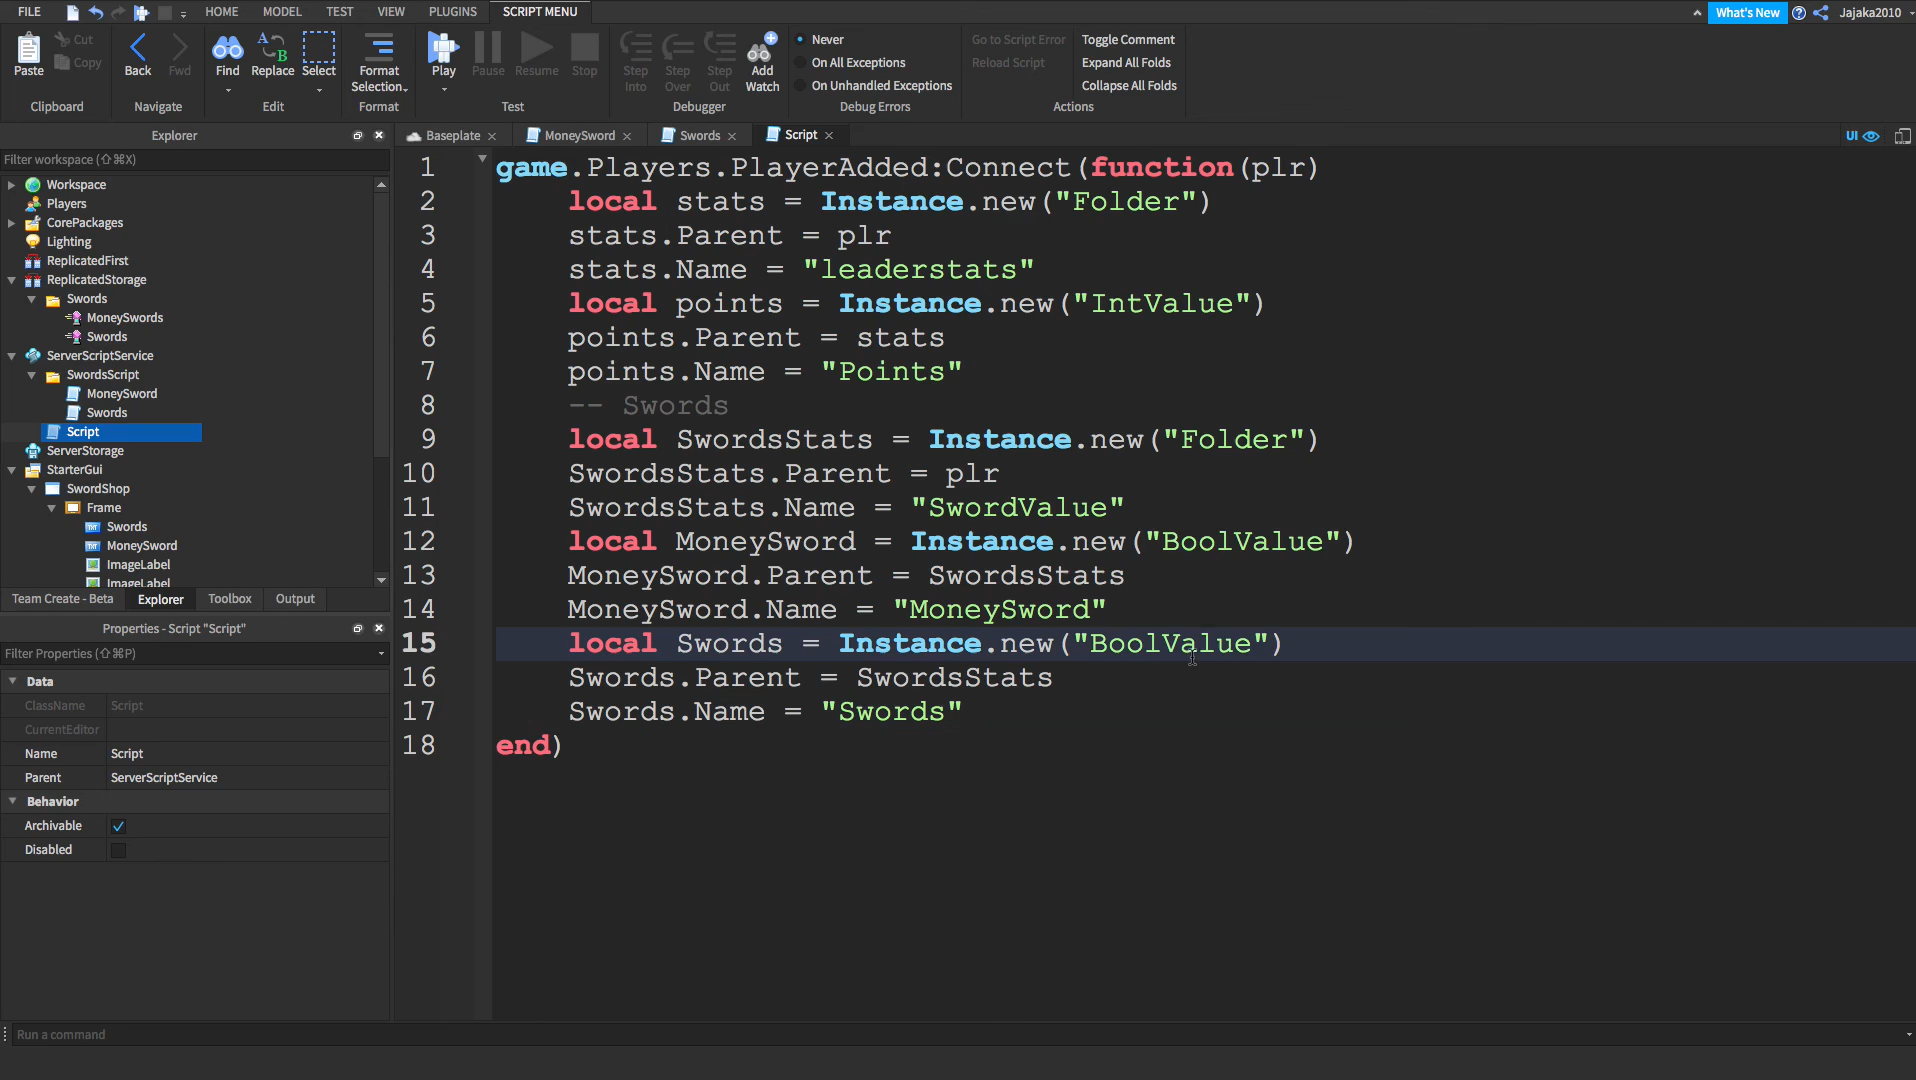 FILE HOME MODEL TEST VIEW PLUGINS SCRIPT MENU What's New Jajaka2010
Paste Cut Copy Back Fwd Find Replace Select Format Selection Play Pause Resume Stop Step Into Step Over Step Out Add Watch
Never
On All Exceptions
On Unhandled Exceptions
Go to Script Error
Reload Script
Toggle Comment
Expand All Folds
Collapse All Folds
Clipboard Navigate Edit Format Test Debugger Debug Errors Actions
Explorer
Baseplate MoneySword Swords Script UI
Filter workspace (⇧⌘X)
Workspace
Players
CorePackages
Lighting
ReplicatedFirst
ReplicatedStorage
Swords
MoneySwords
Swords
ServerScriptService
SwordsScript
MoneySword
Swords
Script
ServerStorage
StarterGui
SwordShop
Frame
Swords
MoneySword
ImageLabel
ImageLabel
Team Create - Beta Explorer Toolbox Output
Properties - Script "Script"
Filter Properties (⇧⌘P)
Data
ClassName Script
CurrentEditor
Name Script
Parent ServerScriptService
Behavior
Archivable
Disabled
1 game.Players.PlayerAdded:Connect(function(plr)
2 local stats = Instance.new("Folder")
3 stats.Parent = plr
4 stats.Name = "leaderstats"
5 local points = Instance.new("IntValue")
6 points.Parent = stats
7 points.Name = "Points"
8 -- Swords
9 local SwordsStats = Instance.new("Folder")
10 SwordsStats.Parent = plr
11 SwordsStats.Name = "SwordValue"
12 local MoneySword = Instance.new("BoolValue")
13 MoneySword.Parent = SwordsStats
14 MoneySword.Name = "MoneySword"
15 local Swords = Instance.new("BoolValue")
16 Swords.Parent = SwordsStats
17 Swords.Name = "Swords"
18 end)
Run a command